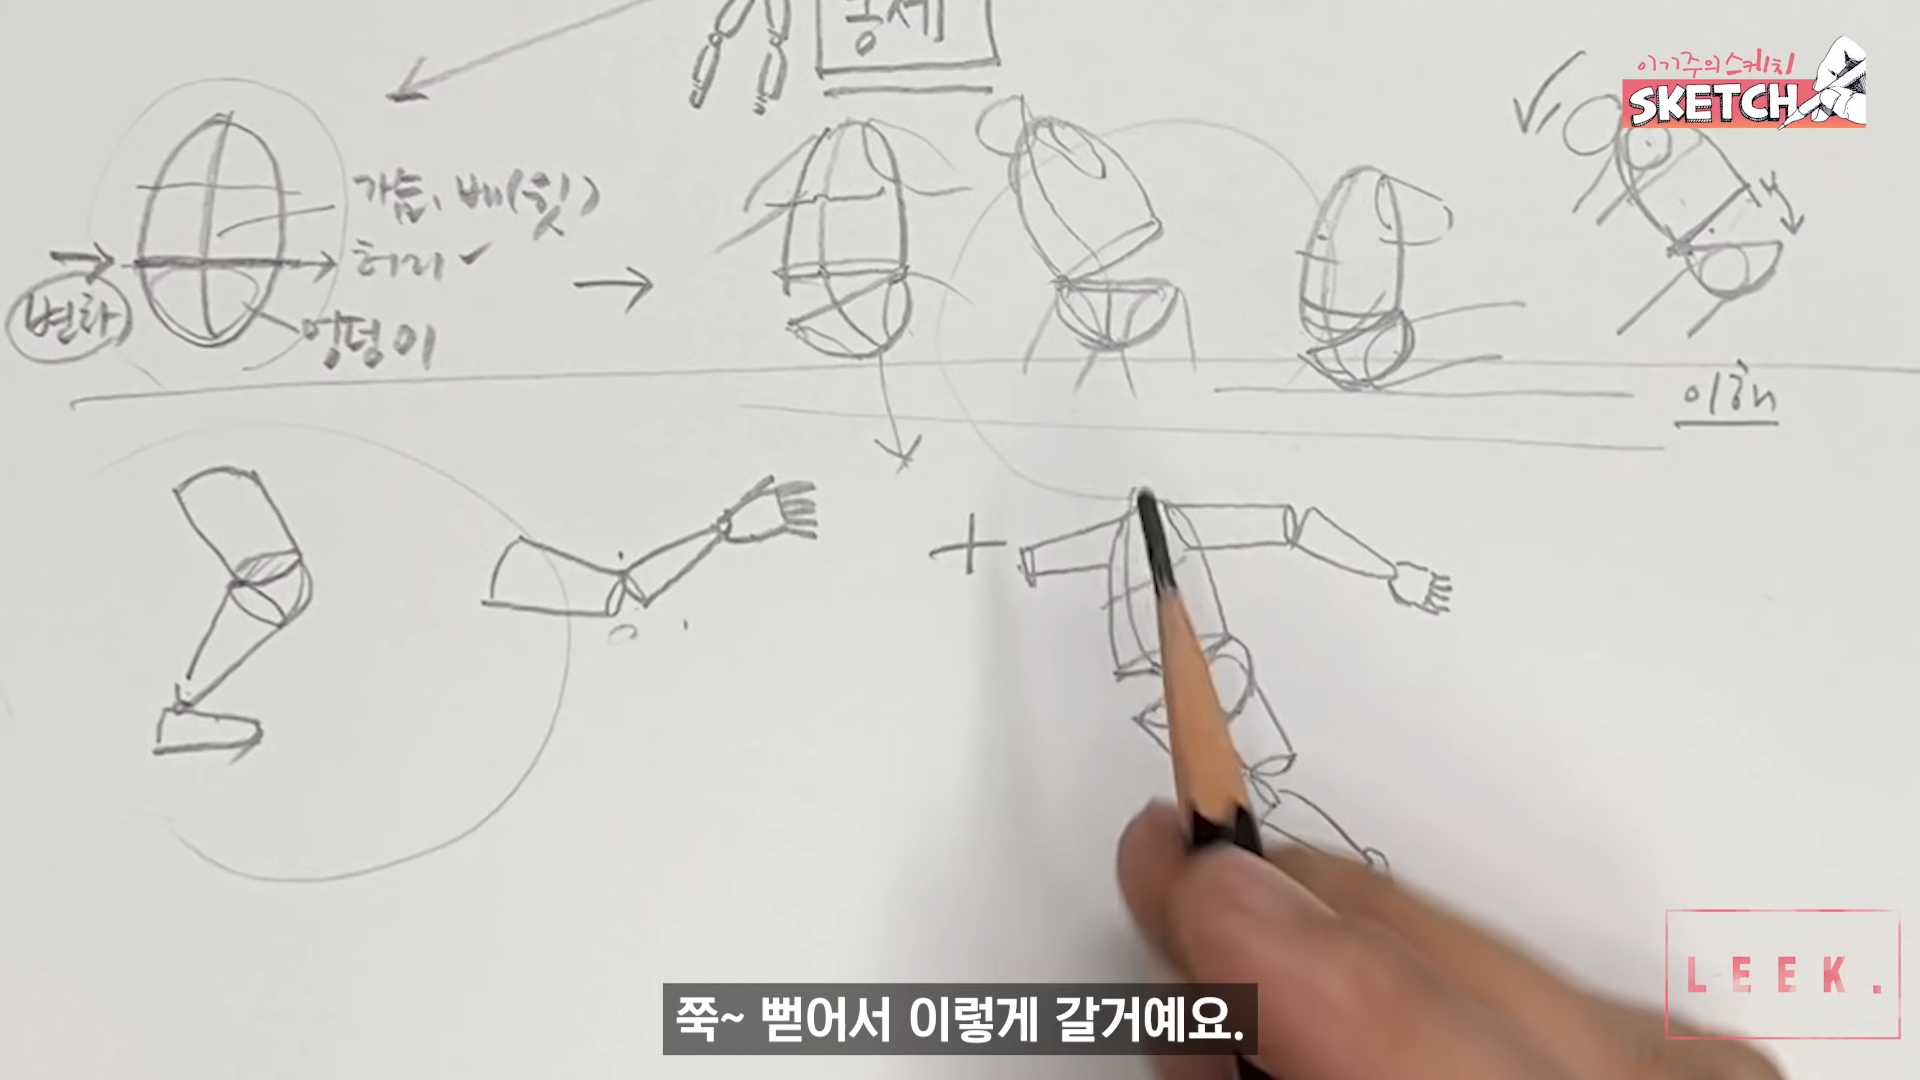 몽세
이기주의스케치
SKETCH
가슴, 배(윗)
허리
변화
엉덩이
이해
LEEK.
쭉~ 뻗어서 이렇게 갈거예요.